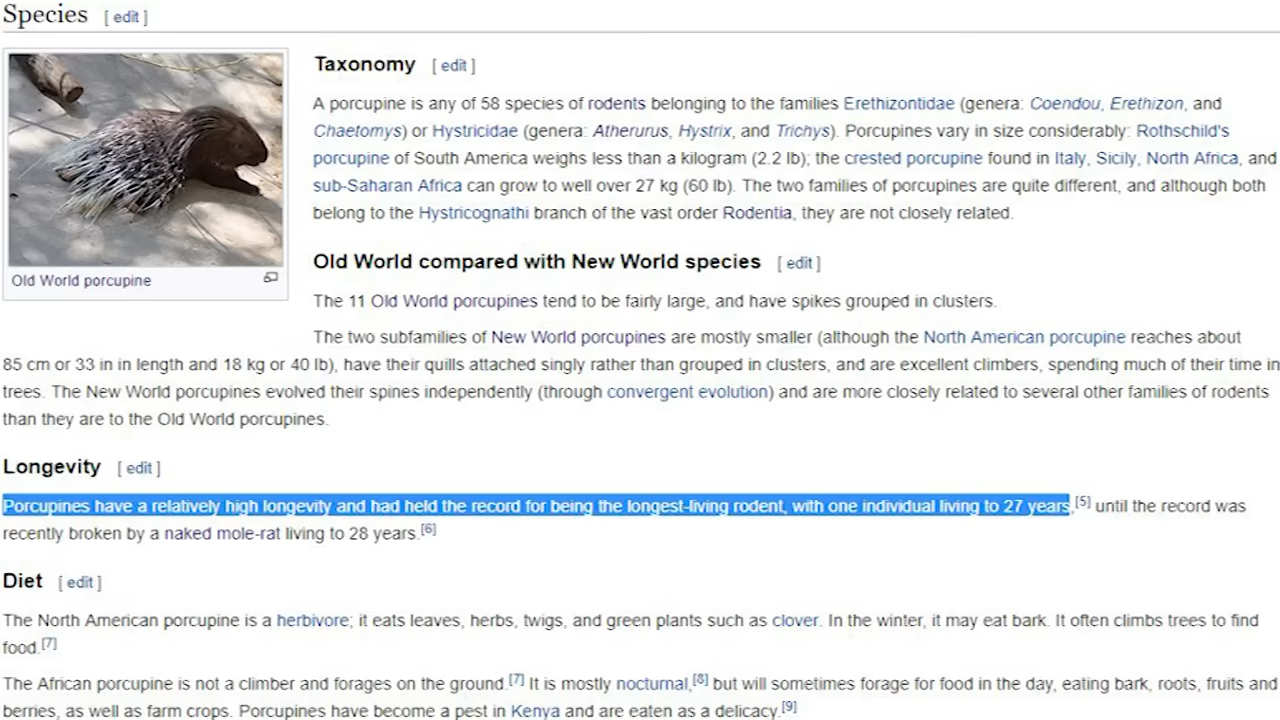 Species [ edit ]
Old World porcupine
Taxonomy [ edit ]
A porcupine is any of 58 species of rodents belonging to the families Erethizontidae (genera: Coendou, Erethizon, and
Chaetomys) or Hystricidae (genera: Atherurus, Hystrix, and Trichys). Porcupines vary in size considerably: Rothschild's
porcupine of South America weighs less than a kilogram (2.2 lb); the crested porcupine found in Italy, Sicily, North Africa, and
sub-Saharan Africa can grow to well over 27 kg (60 lb). The two families of porcupines are quite different, and although both
belong to the Hystricognathi branch of the vast order Rodentia, they are not closely related.
Old World compared with New World species [ edit ]
The 11 Old World porcupines tend to be fairly large, and have spikes grouped in clusters.
The two subfamilies of New World porcupines are mostly smaller (although the North American porcupine reaches about
85 cm or 33 in in length and 18 kg or 40 lb), have their quills attached singly rather than grouped in clusters, and are excellent climbers, spending much of their time in
trees. The New World porcupines evolved their spines independently (through convergent evolution) and are more closely related to several other families of rodents
than they are to the Old World porcupines.
Longevity [ edit ]
Porcupines have a relatively high longevity and had held the record for being the longest-living rodent, with one individual living to 27 years,[5] until the record was
recently broken by a naked mole-rat living to 28 years.[6]
Diet [ edit ]
The North American porcupine is a herbivore; it eats leaves, herbs, twigs, and green plants such as clover. In the winter, it may eat bark. It often climbs trees to find
food.[7]
The African porcupine is not a climber and forages on the ground.[7] It is mostly nocturnal,[8] but will sometimes forage for food in the day, eating bark, roots, fruits and
berries, as well as farm crops. Porcupines have become a pest in Kenya and are eaten as a delicacy.[9]